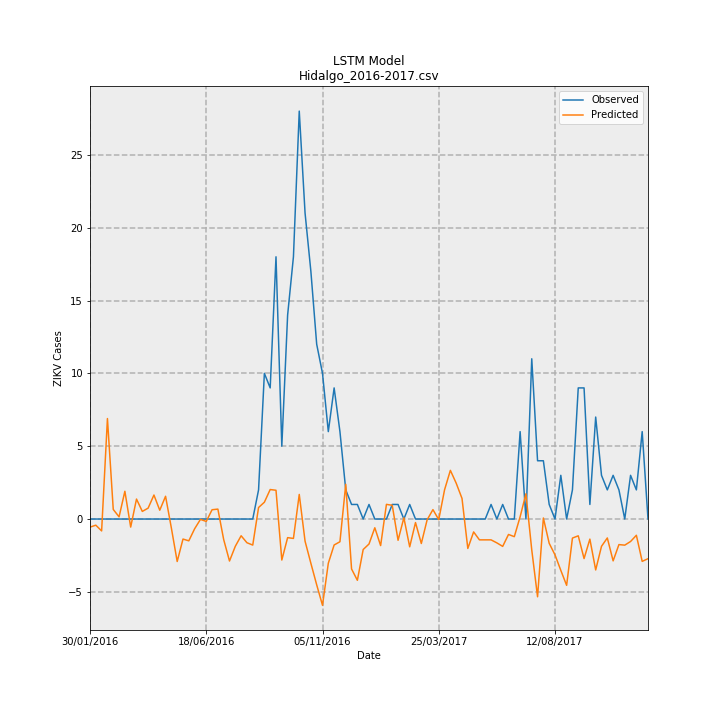 LSTM Model
Hidalgo_2016-2017.csv
Observed
Predicted
ZIKV Cases
25
20
15
10
5
0
−5
30/01/2016
18/06/2016
05/11/2016
25/03/2017
12/08/2017
Date